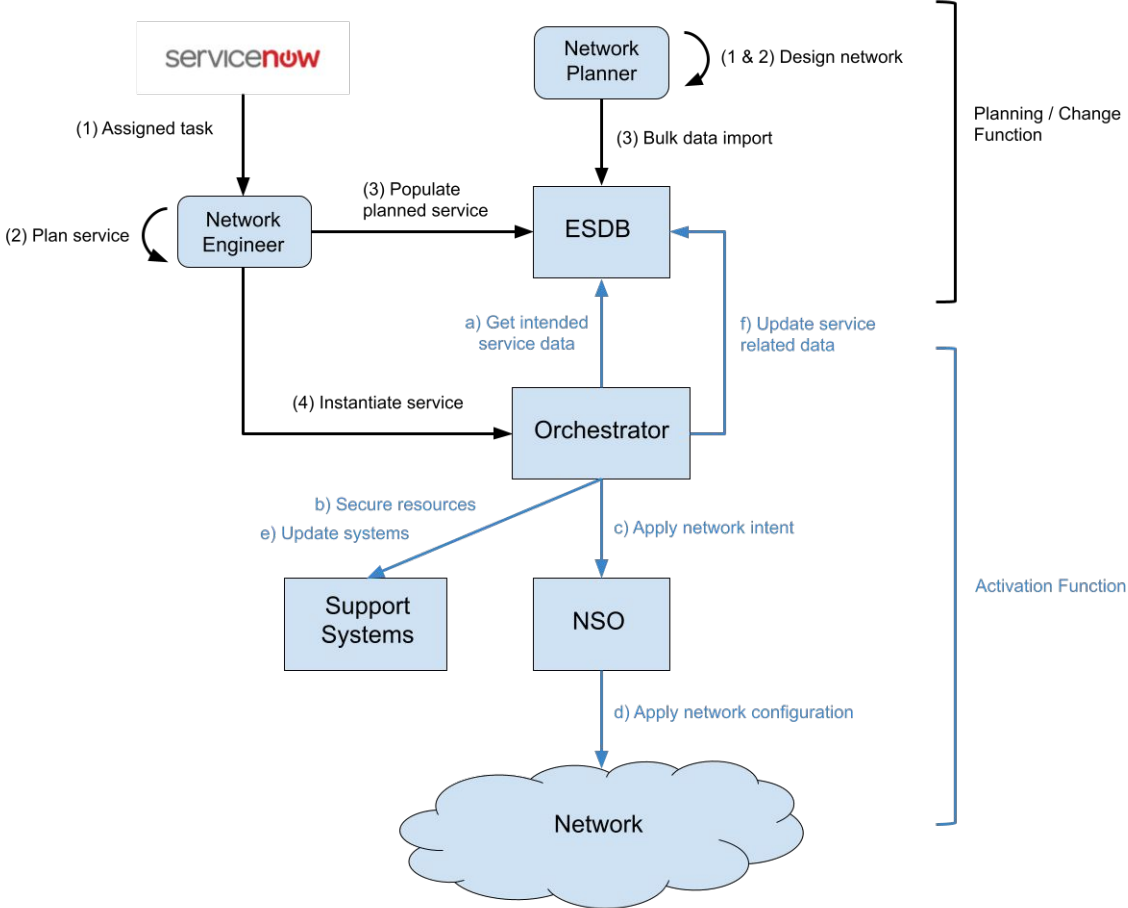 servicenow
Network
Planner
(1 & 2) Design network
(1) Assigned task
(3) Bulk data import
Planning / Change
Function
(3) Populate
planned service
Network
Engineer
(2) Plan service
ESDB
a) Get intended
service data
f) Update service
related data
(4) Instantiate service
Orchestrator
b) Secure resources
e) Update systems
c) Apply network intent
Support
Systems
NSO
Activation Function
d) Apply network configuration
Network